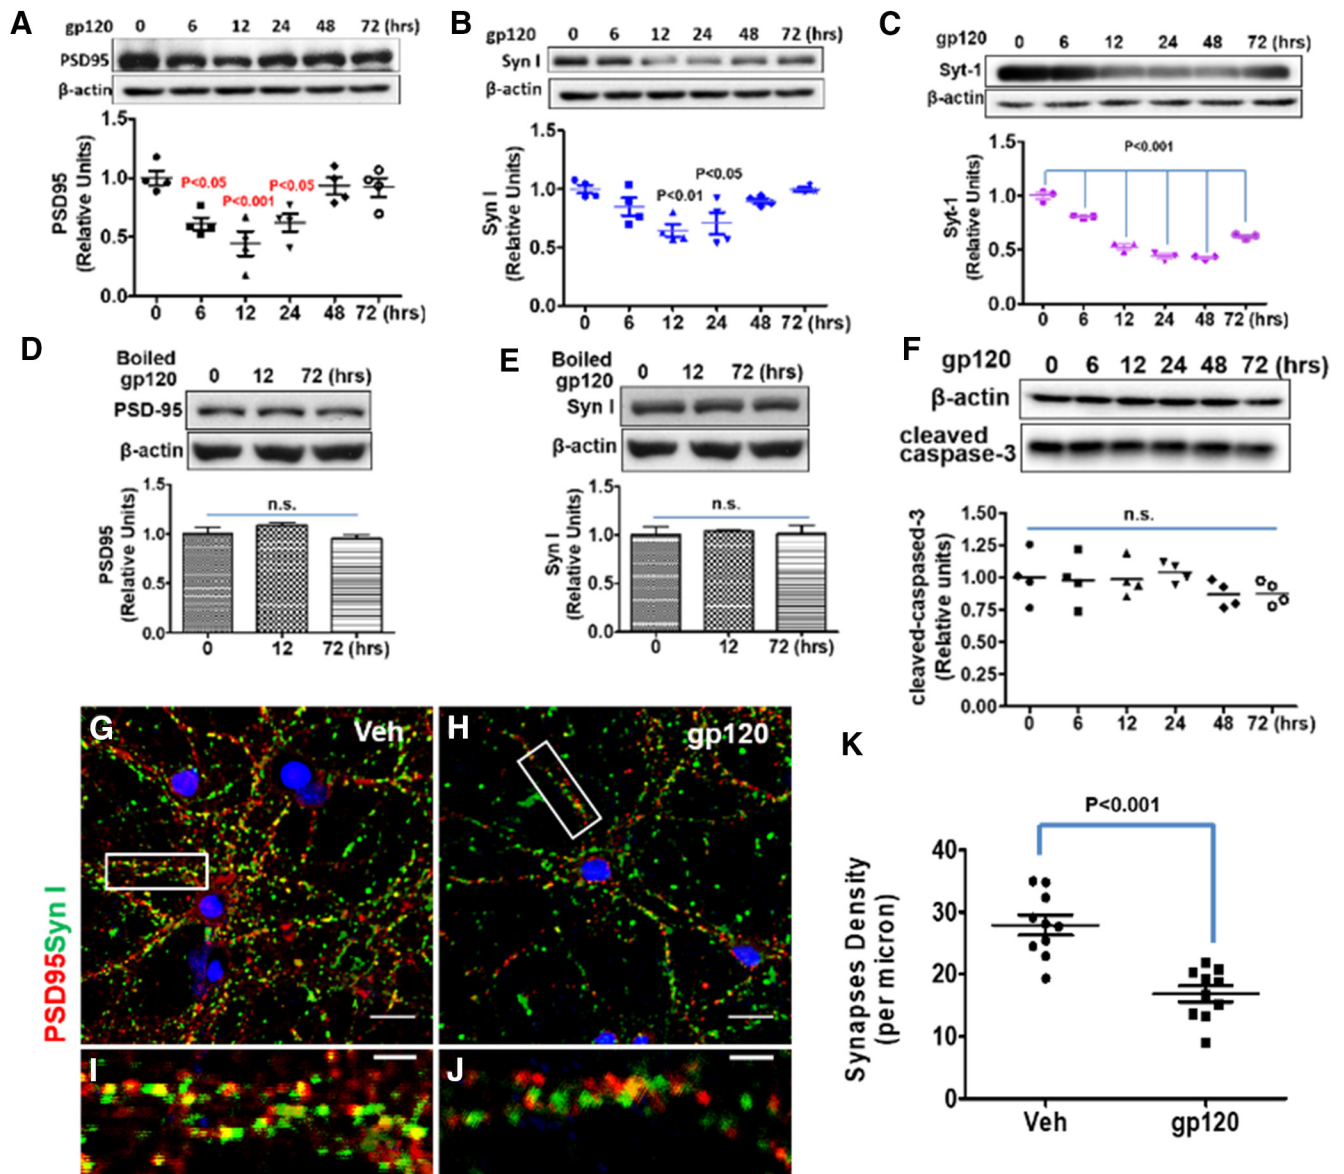 A
gp120 0 6 12 24 48 72 (hrs)
PSD95
β-actin
PSD95
(Relative Units)
1.5
1.0
0.5
0.0
P<0.05
P<0.001
P<0.05
0 6 12 24 48 72 (hrs)
B
gp120 0 6 12 24 48 72 (hrs)
Syn I
β-actin
Syn I
(Relative Units)
1.5
1.0
0.5
0.0
P<0.01
P<0.05
0 6 12 24 48 72 (hrs)
C
gp120 0 6 12 24 48 72 (hrs)
Syt-1
β-actin
Syt-1
(Relative Units)
1.5
1.0
0.5
0.0
P<0.001
0 6 12 24 48 72 (hrs)
D
Boiled
gp120 0 12 72 (hrs)
PSD-95
β-actin
PSD95
(Relative Units)
1.5
1.0
0.5
0.0
n.s.
0 12 72 (hrs)
E
Boiled
gp120 0 12 72 (hrs)
Syn I
β-actin
Syn I
(Relative Units)
1.5
1.0
0.5
0.0
n.s.
0 12 72 (hrs)
F
gp120 0 6 12 24 48 72 (hrs)
β-actin
cleaved
caspase-3
cleaved-caspased-3
(Relative units)
1.50
1.25
1.00
0.75
0.50
0.25
0.00
n.s.
0 6 12 24 48 72 (hrs)
PSD95Syn I
G Veh
H gp120
I
J
K
P<0.001
Synapses Density
(per micron)
40
30
20
10
0
Veh gp120